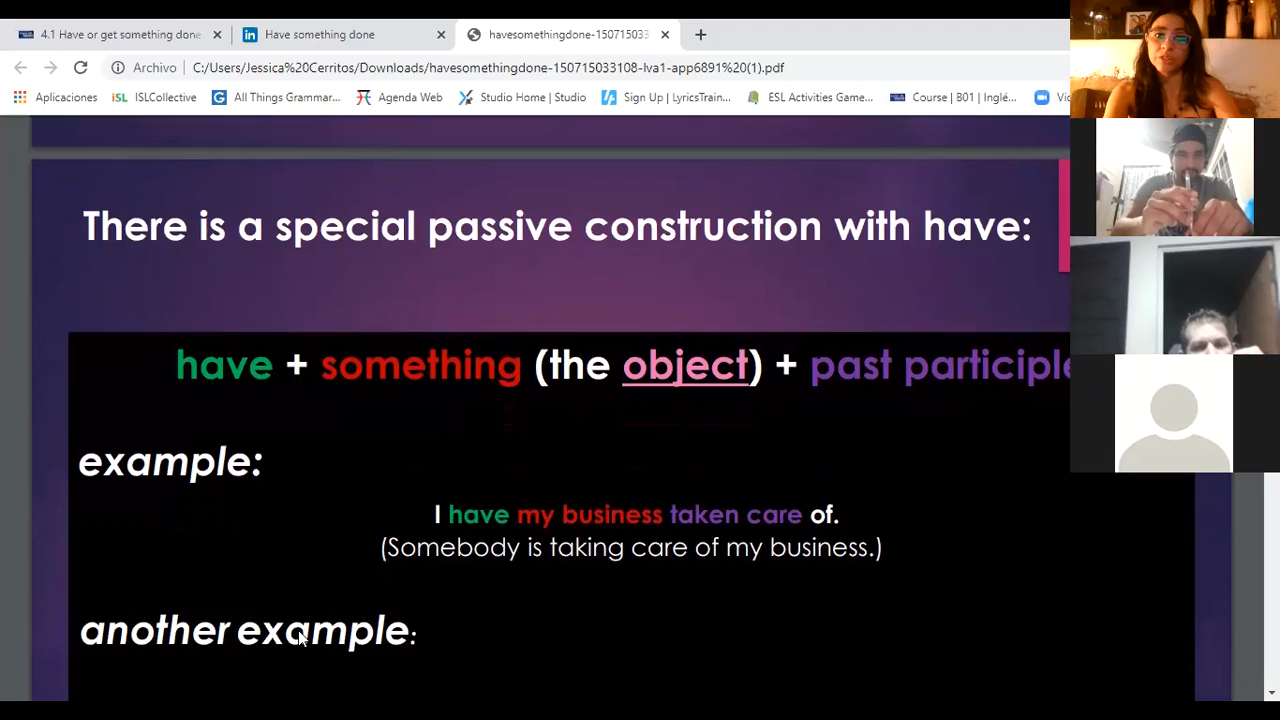 4.1 Have or get something done
Have something done
havesomethingdone-150715033
Archivo
C:/Users/Jessica%20Cerritos/Downloads/havesomethingdone-150715033108-lva1-app6891%20(1).pdf
Aplicaciones
iSL ISLCollective
All Things Grammar...
Agenda Web
Studio Home | Studio
Sign Up | LyricsTrain...
ESL Activities Game...
Course | B01 | Inglé...
There is a special passive construction with have:
have + something (the object) + past participle
example:
I have my business taken care of.
(Somebody is taking care of my business.)
another example: